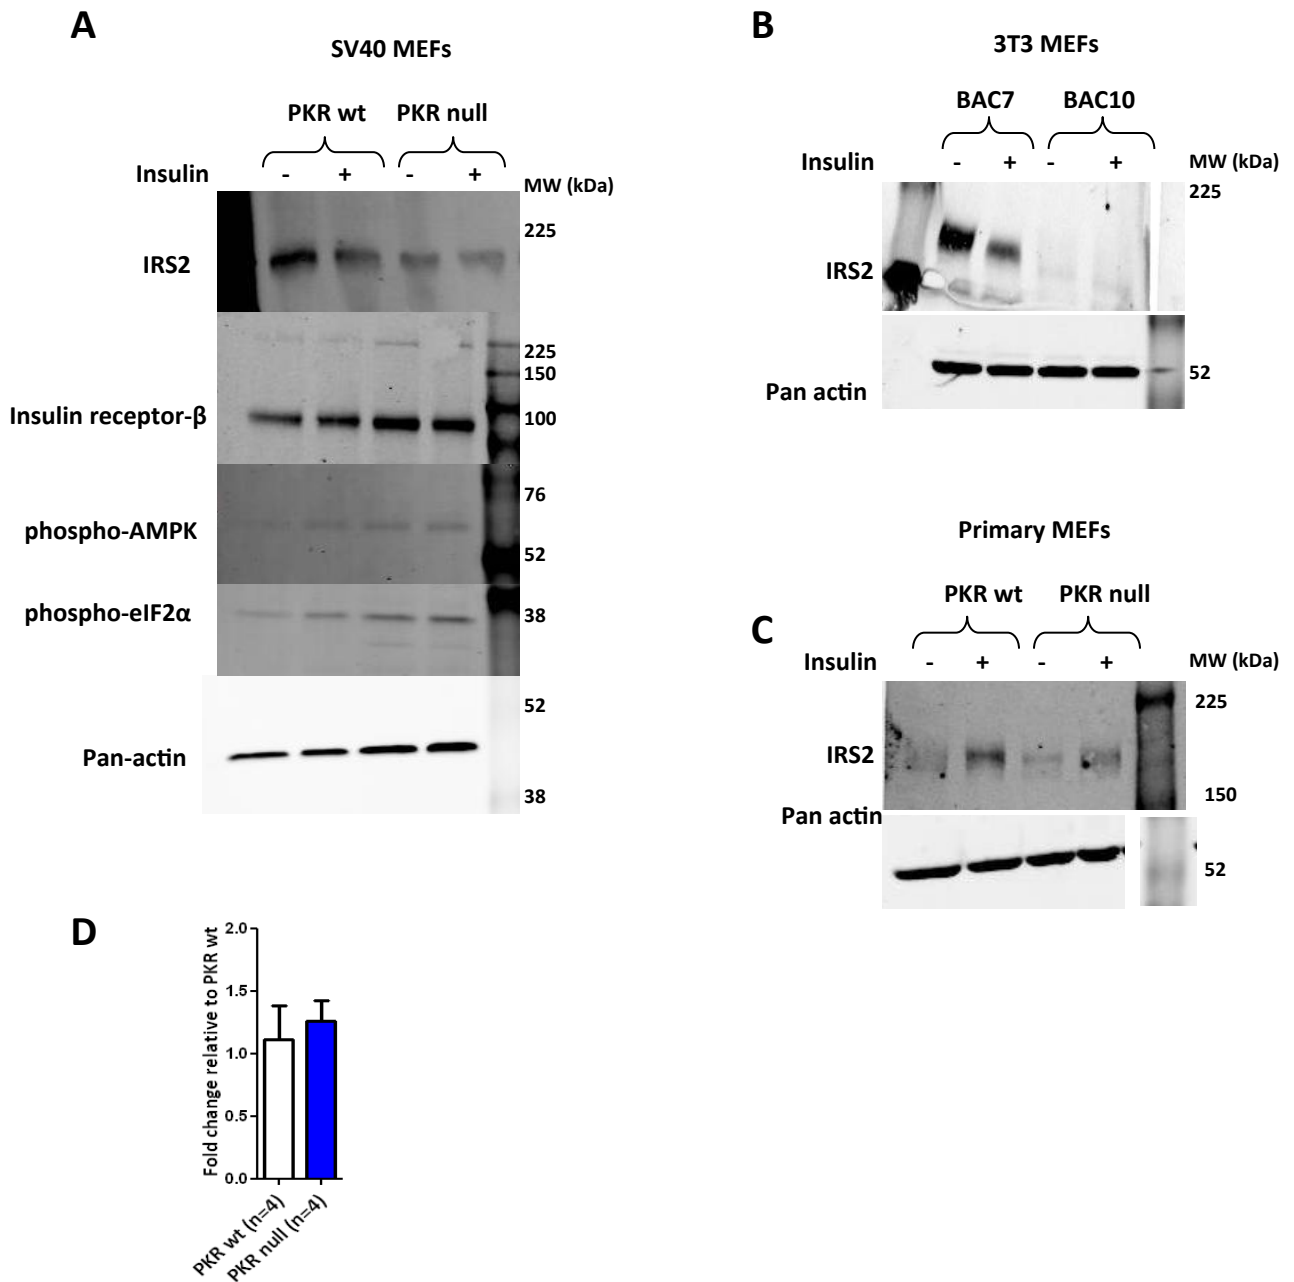 A
SV40 MEFs
PKR wt PKR null
Insulin - + - +
MW (kDa)
225
IRS2
225
150
Insulin receptor-β
100
76
phospho-AMPK
52
phospho-eIF2α
38
52
Pan-actin
38
B
3T3 MEFs
BAC7 BAC10
Insulin - + - + MW (kDa)
225
IRS2
52
Pan actin
C
Primary MEFs
PKR wt PKR null
Insulin - + - + MW (kDa)
225
IRS2
150
Pan actin
52
D
Fold change relative to PKR wt
2.0
1.5
1.0
0.5
0.0
PKR wt (n=4)
PKR null (n=4)